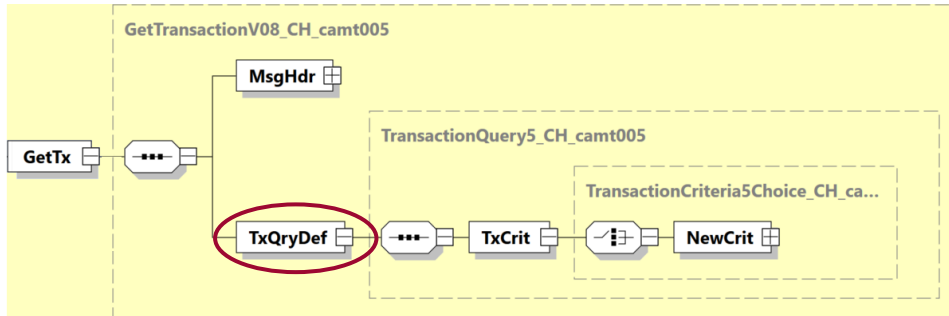 GetTransactionV08_CH_camt005
MsgHdr
TransactionQuery5_CH_camt005
GetTx
TransactionCriteria5Choice_CH_ca...
TxQryDef
TxCrit
NewCrit